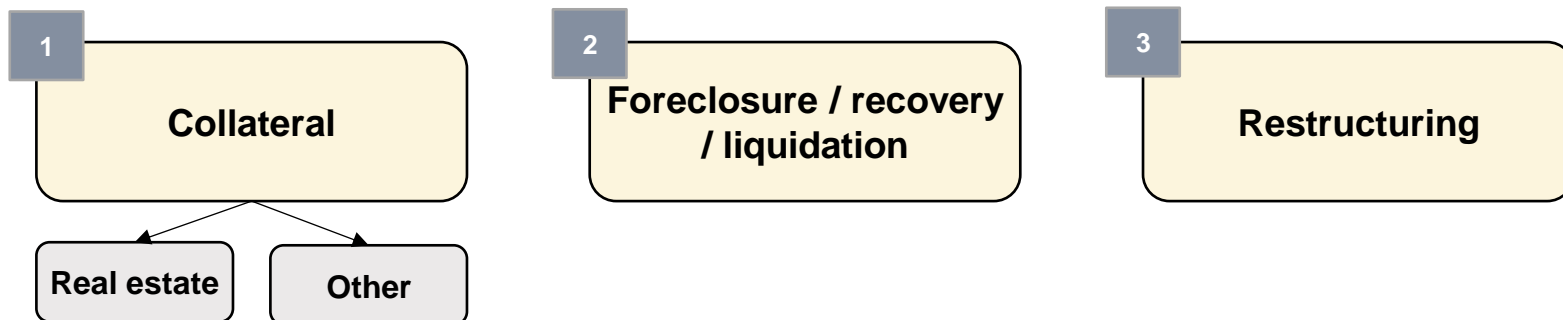 1
Collateral
Real estate
Other
2
Foreclosure / recovery
/ liquidation
3
Restructuring